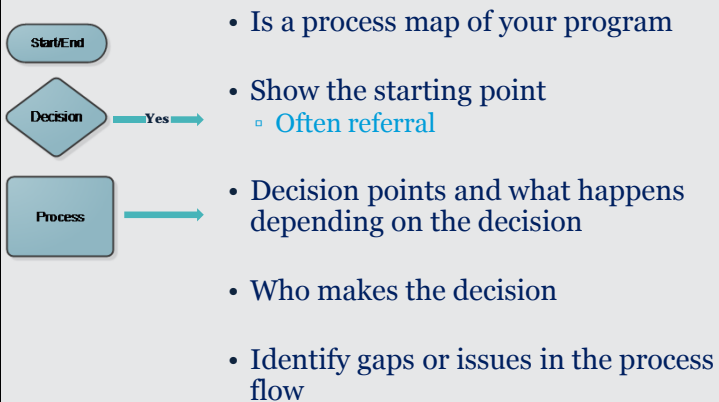 Start/End
Decision
Yes
Process
• Is a process map of your program
• Show the starting point
▫ Often referral
• Decision points and what happens
depending on the decision
• Who makes the decision
• Identify gaps or issues in the process
flow